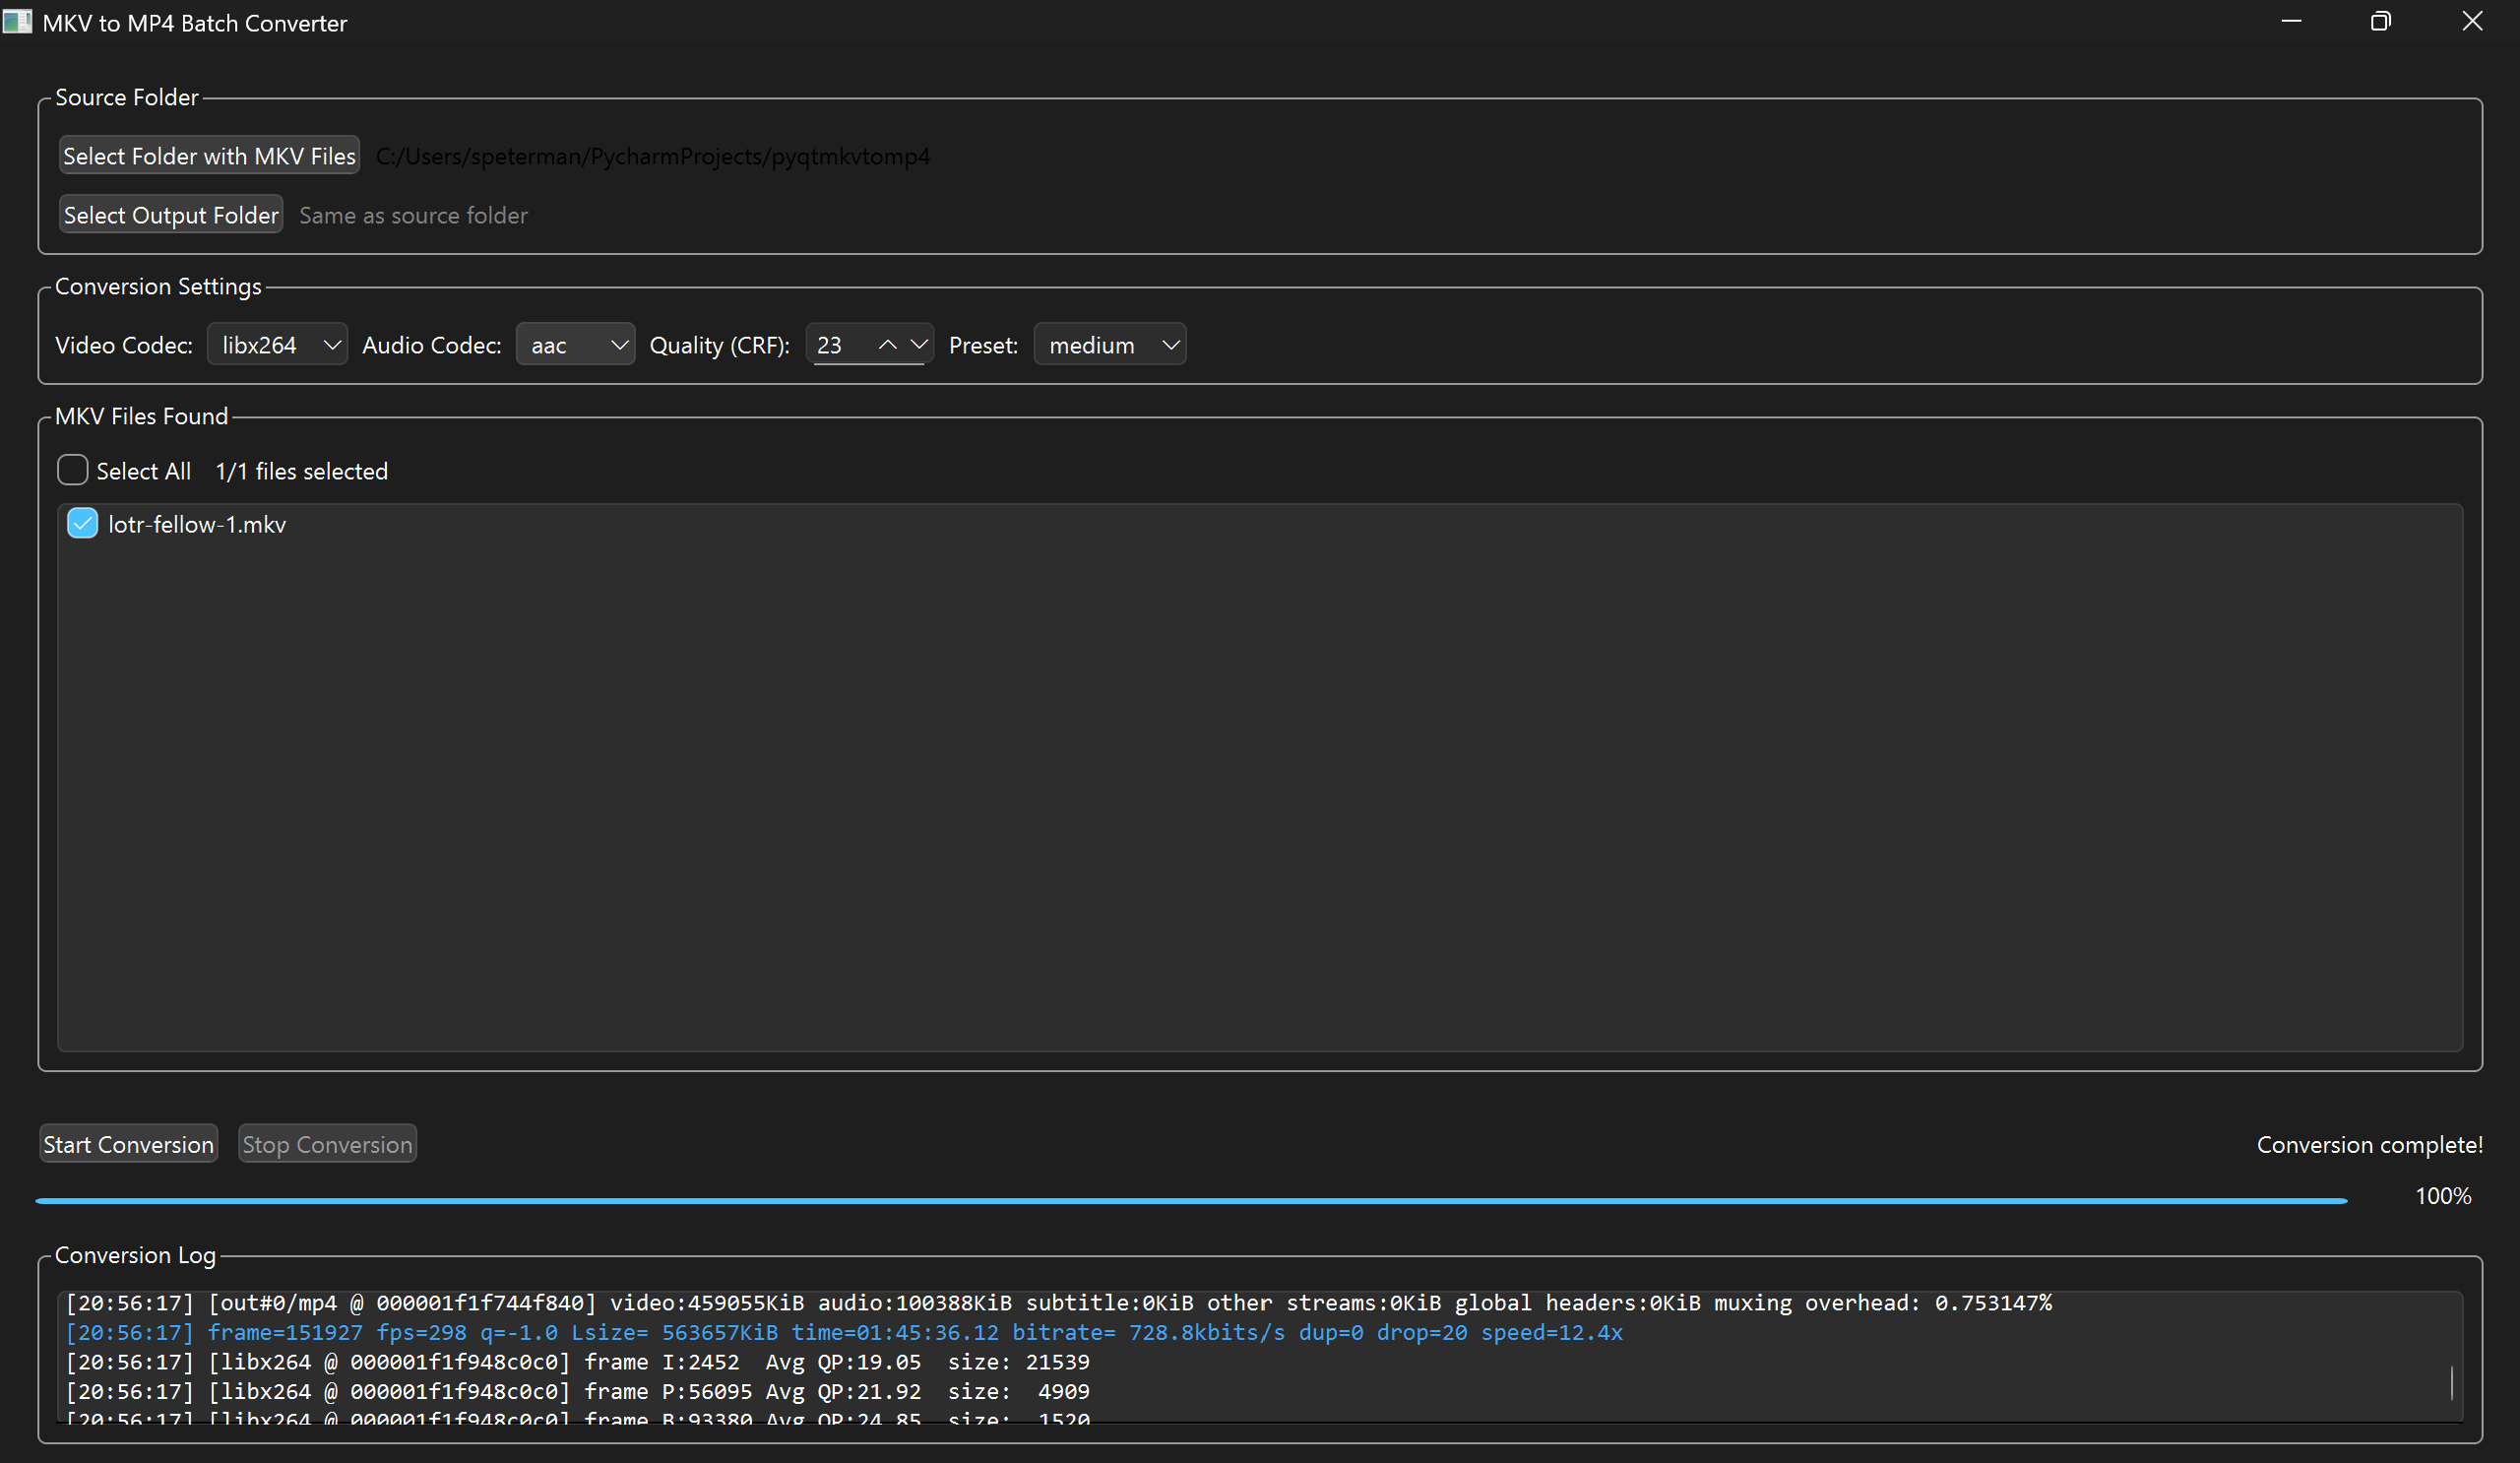 MKV to MP4 Batch Converter
Source Folder
Select Folder with MKV Files C:/Users/speterman/PycharmProjects/pyqtmkvtomp4
Select Output Folder Same as source folder
Conversion Settings
Video Codec: libx264 Audio Codec: aac Quality (CRF): 23 Preset: medium
MKV Files Found
Select All 1/1 files selected
lotr-fellow-1.mkv
Start Conversion Stop Conversion Conversion complete!
100%
Conversion Log
[20:56:17] [out#0/mp4 @ 000001f1f744f840] video:459055KiB audio:100388KiB subtitle:0KiB other streams:0KiB global headers:0KiB muxing overhead: 0.753147%
[20:56:17] frame=151927 fps=298 q=-1.0 Lsize= 563657KiB time=01:45:36.12 bitrate= 728.8kbits/s dup=0 drop=20 speed=12.4x
[20:56:17] [libx264 @ 000001f1f948c0c0] frame I:2452 Avg QP:19.05 size: 21539
[20:56:17] [libx264 @ 000001f1f948c0c0] frame P:56095 Avg QP:21.92 size: 4909
[20:56:17] [libx264 @ 000001f1f948c0c0] frame B:93380 Avg QP:24.85 size: 1520